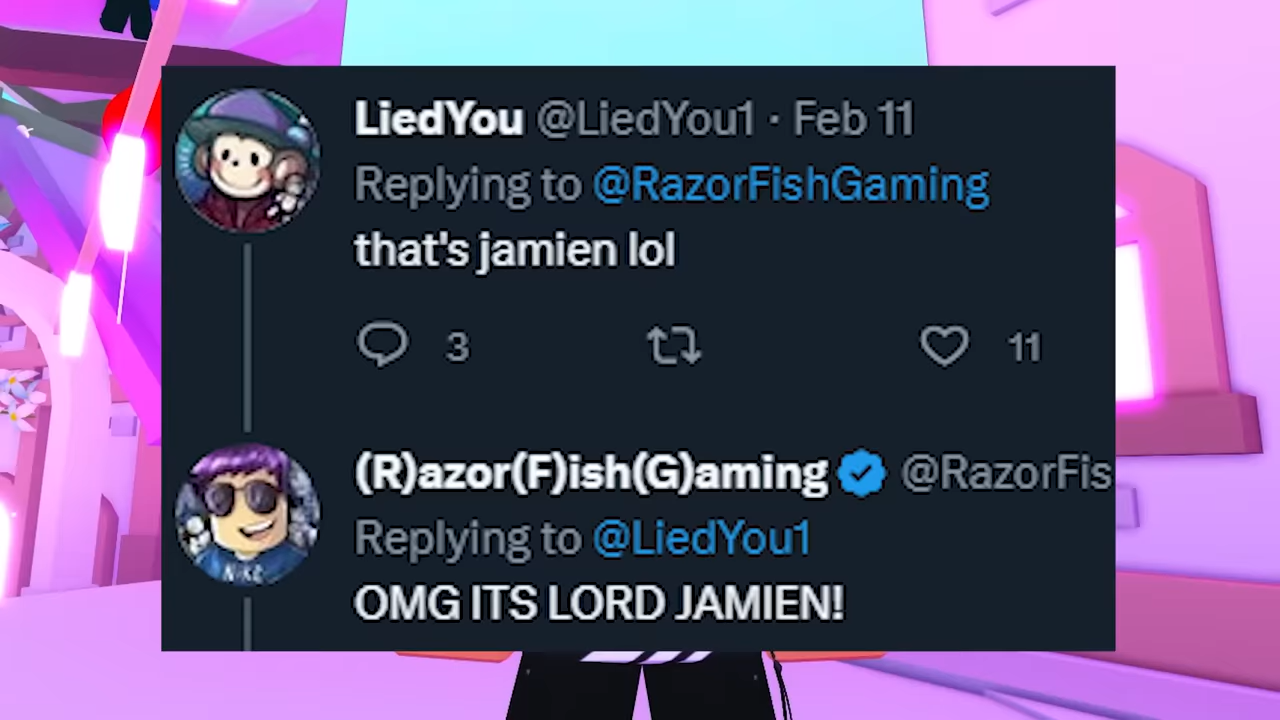 LiedYou @LiedYou1 · Feb 11
Replying to @RazorFishGaming
that's jamien lol
3 11
(R)azor(F)ish(G)aming @RazorFis
Replying to @LiedYou1
OMG ITS LORD JAMIEN!